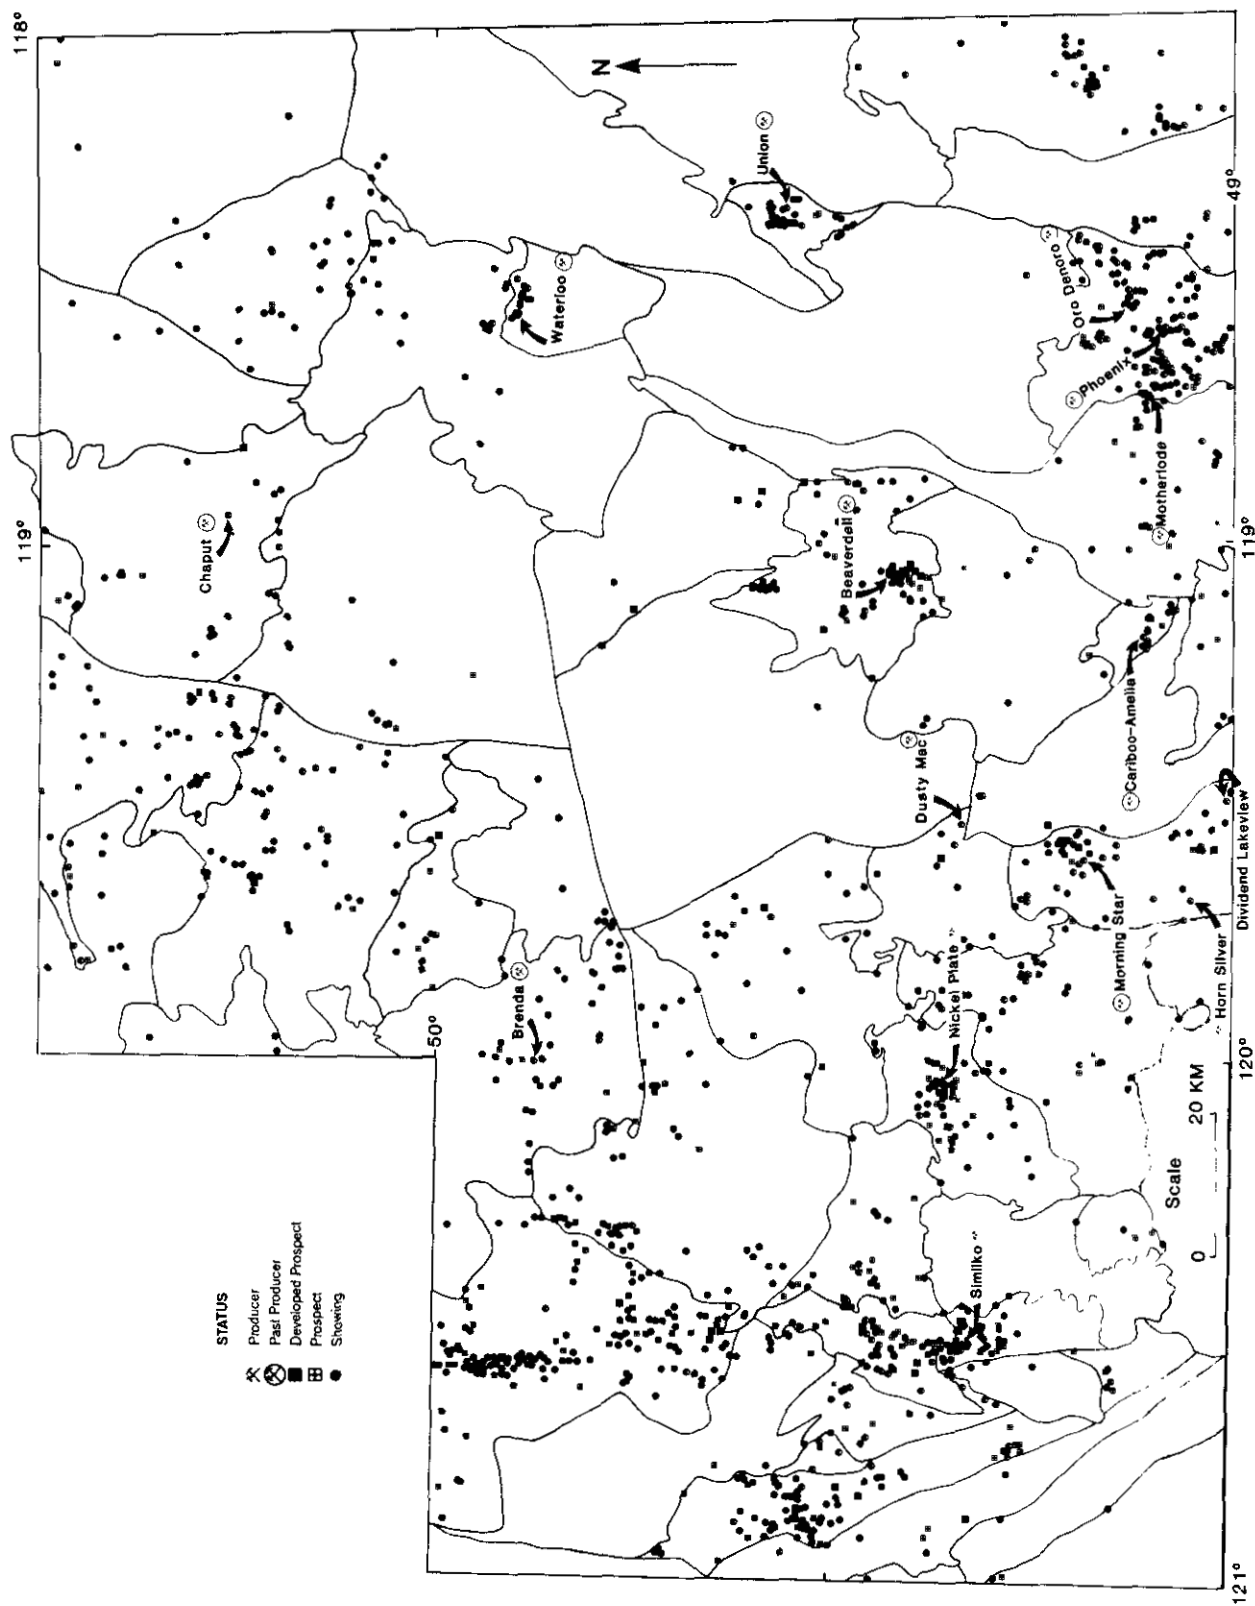 118°
N
Union
Waterloo
49°
Oro Denoro
Phoenix
Motherlode
119°
Chaput
Beaverdell
119°
Cariboo-Amelia
Dusty Mac
Dividend Lakeview
Morning Star
Horn Silver
Nickel Plate
Brenda
50°
120°
Similko
Scale
0 20 KM
STATUS
Producer
Past Producer
Developed Prospect
Prospect
Showing
121°